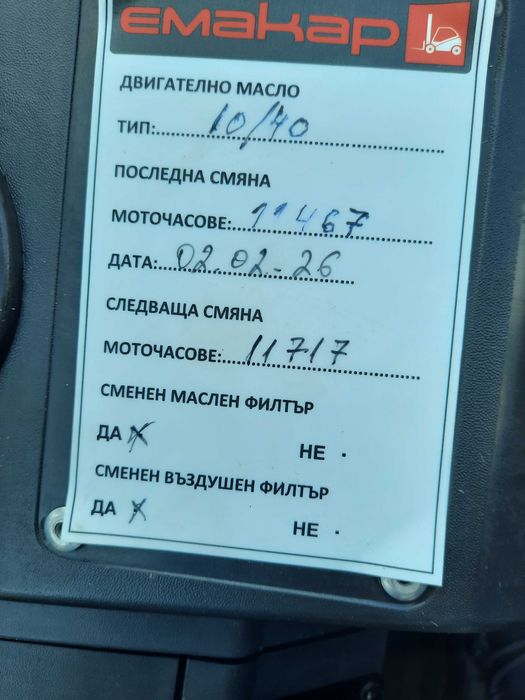 емакар
ДВИГАТЕЛНО МАСЛО
ТИП: 10/40
ПОСЛЕДНА СМЯНА
МОТОЧАСОВЕ: 11467
ДАТА: 02.02.26
СЛЕДВАЩА СМЯНА
МОТОЧАСОВЕ: 11717
СМЕНЕН МАСЛЕН ФИЛТЪР
ДА X НЕ
СМЕНЕН ВЪЗДУШЕН ФИЛТЪР
ДА X НЕ